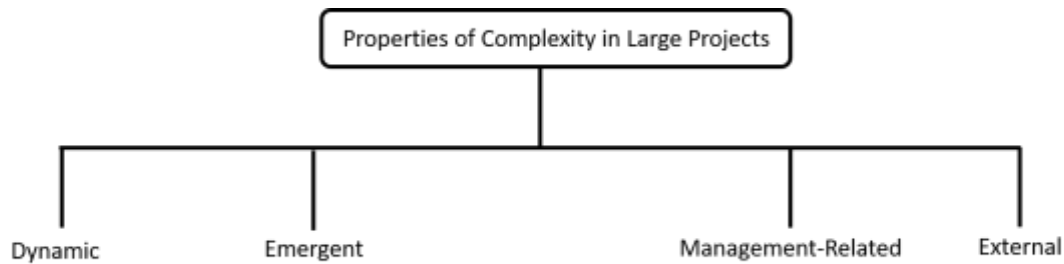 Properties of Complexity in Large Projects
Dynamic
Emergent
Management-Related
External